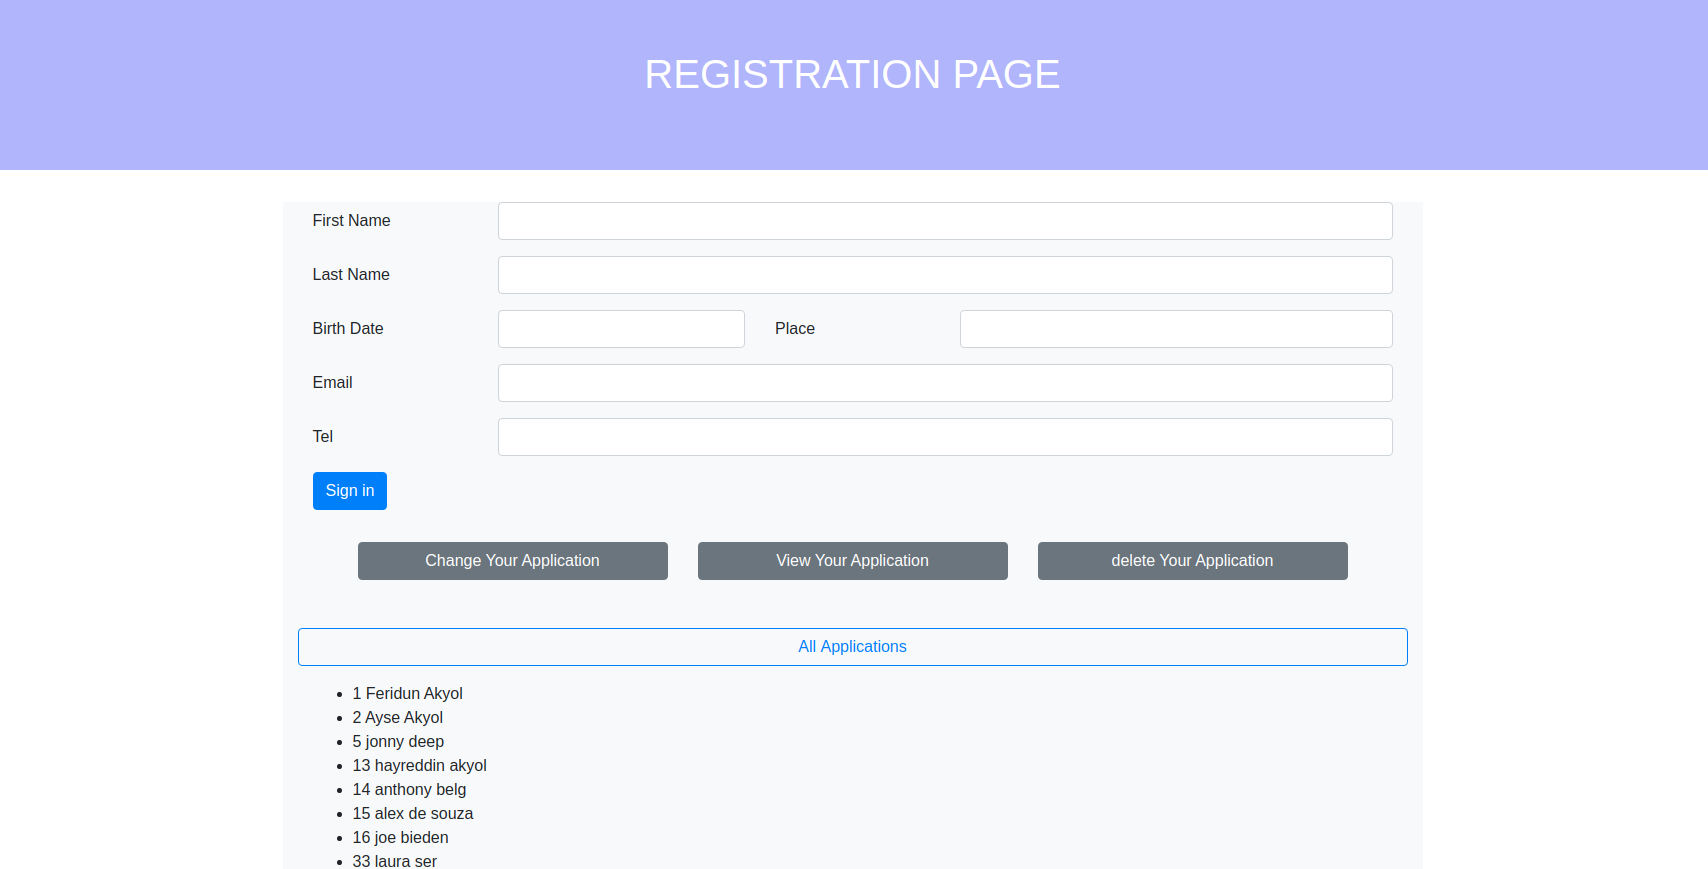 REGISTRATION PAGE
First Name
Last Name
Birth Date Place
Email
Tel
Sign in
Change Your Application View Your Application delete Your Application
All Applications
1 Feridun Akyol
2 Ayse Akyol
5 jonny deep
13 hayreddin akyol
14 anthony belg
15 alex de souza
16 joe bieden
33 laura ser